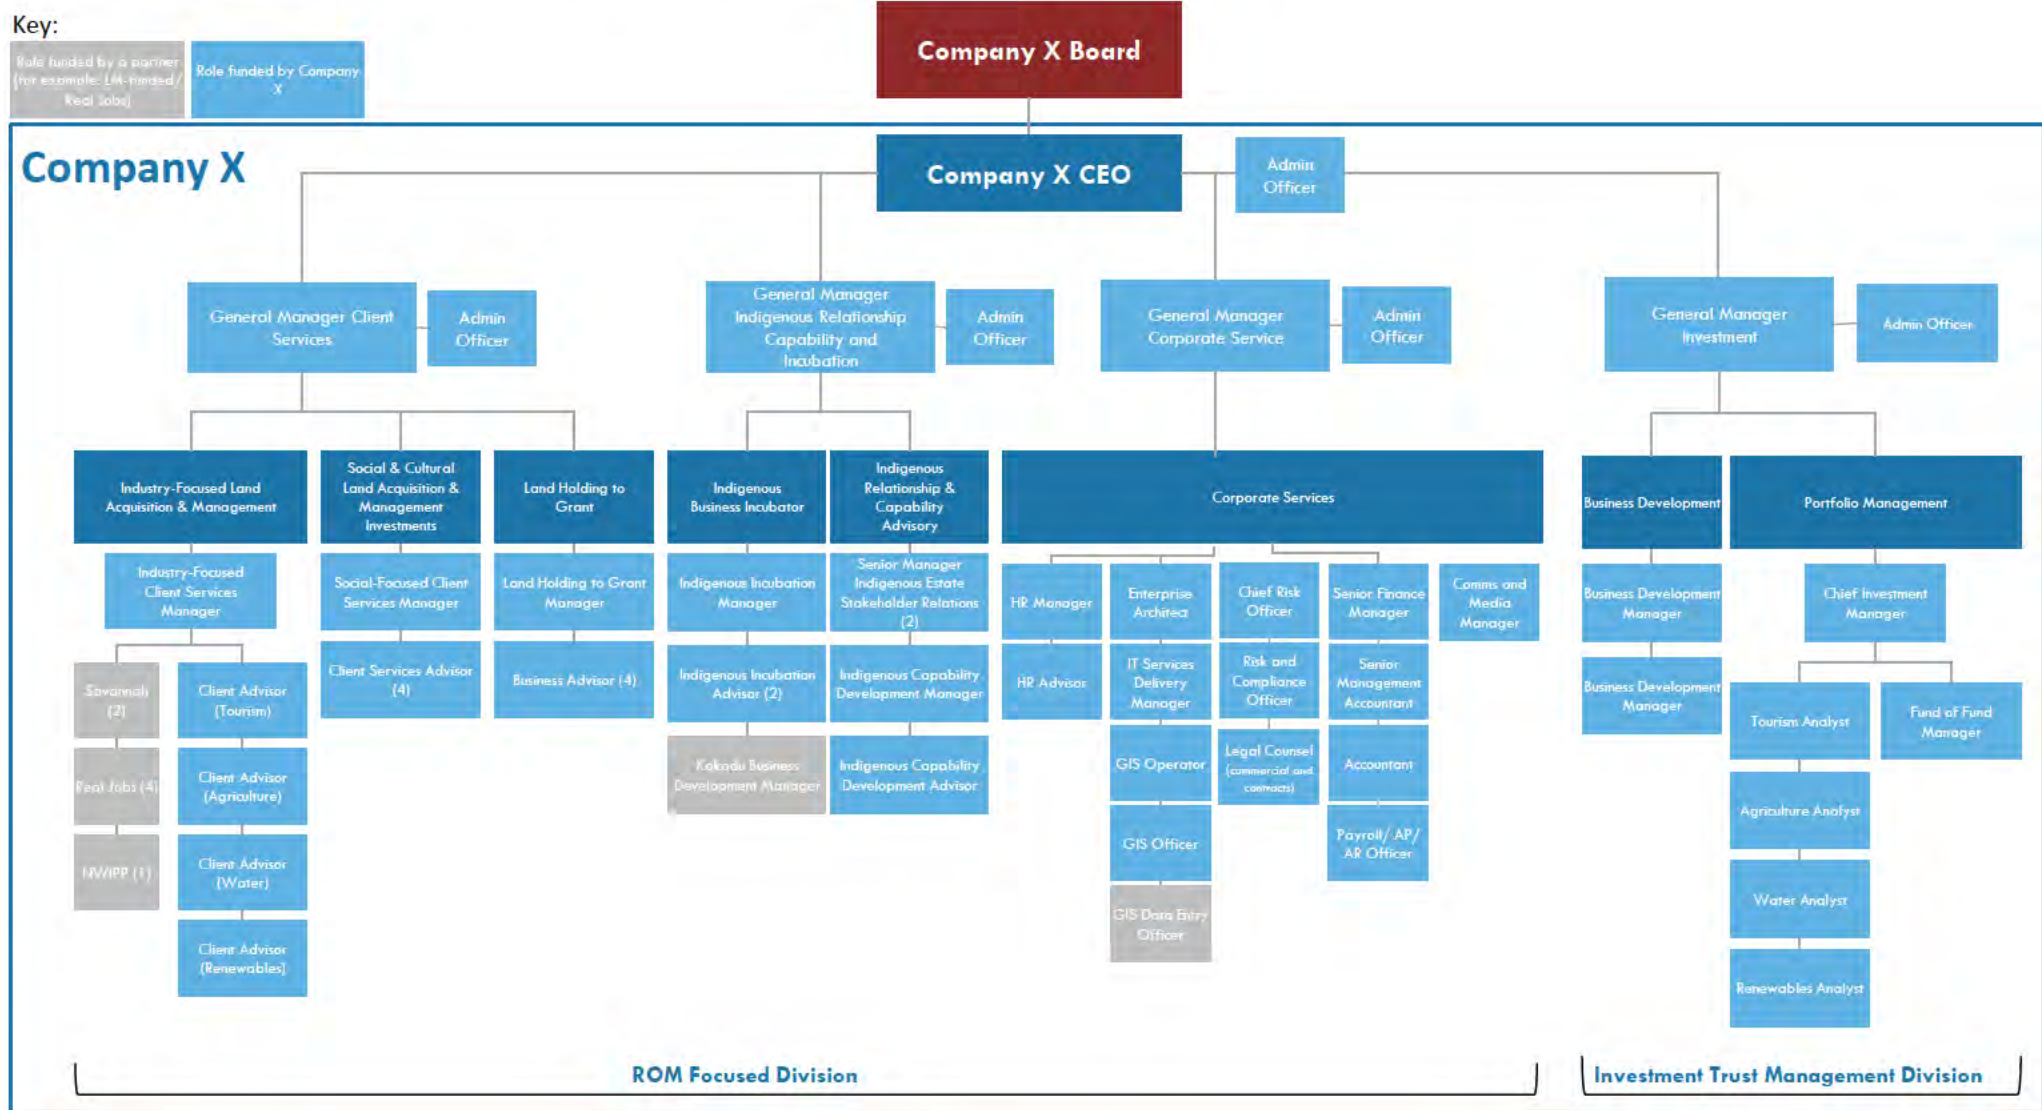 Key:
Role funded by a partner
(for example: LM-funded/
Real Jobs)
Role funded by Company
X
Company X Board
Company X
Company X CEO
Admin
Officer
General Manager Client
Services
Admin
Officer
General Manager
Indigenous Relationship
Capability and
Incubation
Admin
Officer
General Manager
Corporate Service
Admin
Officer
General Manager
Investment
Admin Officer
Industry-Focused Land
Acquisition & Management
Social & Cultural
Land Acquisition &
Management
Investments
Land Holding to
Grant
Indigenous
Business Incubator
Indigenous
Relationship &
Capability
Advisory
Corporate Services
Business Development
Portfolio Management
Industry-Focused
Client Services
Manager
Social-Focused Client
Services Manager
Land Holding to Grant
Manager
Indigenous Incubation
Manager
Senior Manager
Indigenous Estate
Stakeholder Relations
(2)
HR Manager
Enterprise
Architect
Chief Risk
Officer
Senior Finance
Manager
Comms and
Media
Manager
Business Development
Manager
Chief Investment
Manager
Savannah
(2)
Client Advisor
(Tourism)
Client Services Advisor
(4)
Business Advisor (4)
Indigenous Incubation
Advisor (2)
Indigenous Capability
Development Manager
HR Advisor
IT Services
Delivery
Manager
Risk and
Compliance
Officer
Senior
Management
Accountant
Business Development
Manager
Tourism Analyst
Fund of Fund
Manager
Real Jobs (4)
Client Advisor
(Agriculture)
Kakadu Business
Development Manager
Indigenous Capability
Development Advisor
GIS Operator
Legal Counsel
(commercial and
contracts)
Accountant
Agriculture Analyst
NWIPP (1)
Client Advisor
(Water)
GIS Officer
Payroll/ AP/
AR Officer
Water Analyst
Client Advisor
(Renewables)
GIS Data Entry
Officer
Renewables Analyst
ROM Focused Division
Investment Trust Management Division